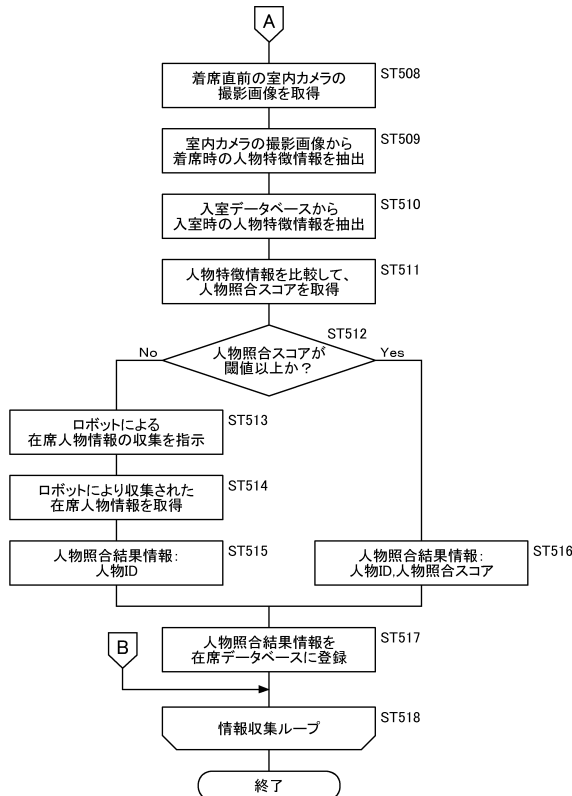 A
着席直前の室内カメラの
撮影画像を取得
ST508
室内カメラの撮影画像から
着席時の人物特徴情報を抽出
ST509
入室データベースから
入室時の人物特徴情報を抽出
ST510
人物特徴情報を比較して、
人物照合スコアを取得
ST511
ST512
人物照合スコアが
閾値以上か？
No
Yes
ロボットによる
在席人物情報の収集を指示
ST513
ロボットにより収集された
在席人物情報を取得
ST514
人物照合結果情報：
人物ID
ST515
人物照合結果情報：
人物ID,人物照合スコア
ST516
人物照合結果情報を
在席データベースに登録
ST517
B
情報収集ループ
ST518
終了